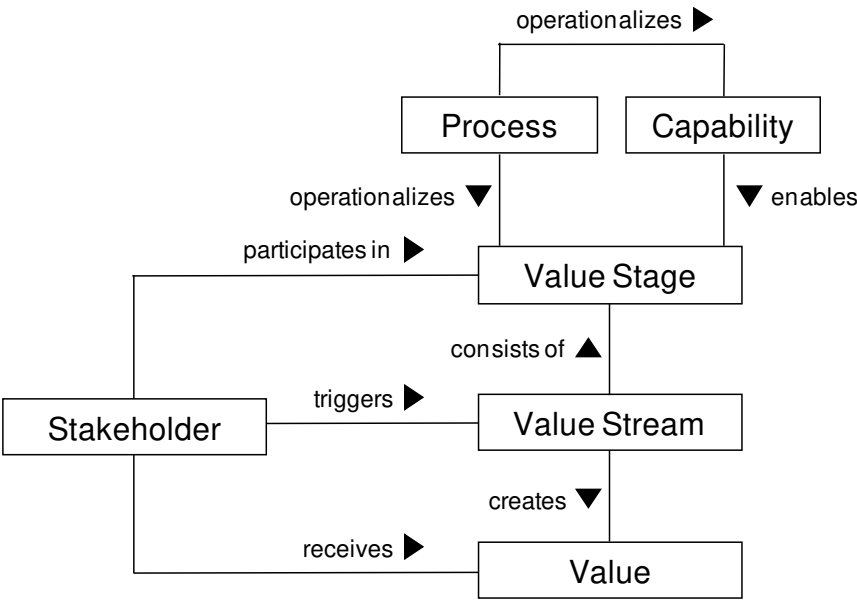 operationalizes
Process
Capability
operationalizes
enables
participates in
Value Stage
consists of
triggers
Stakeholder
Value Stream
creates
receives
Value